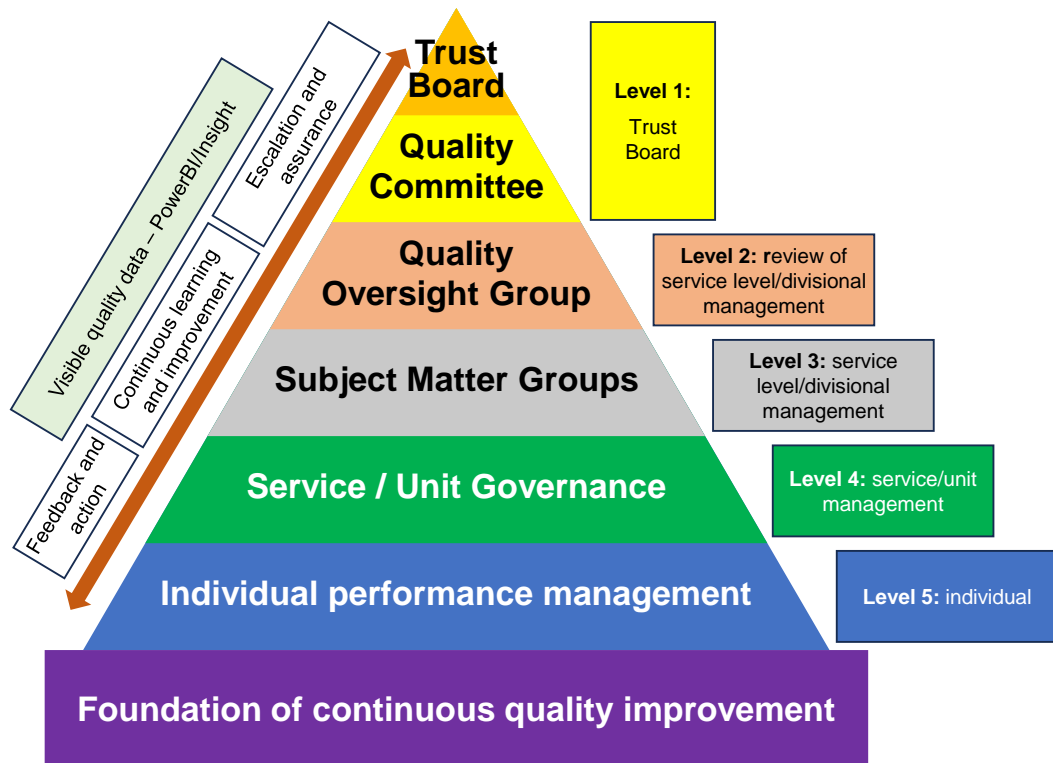 Trust
Board
Quality
Committee
Quality
Oversight Group
Subject Matter Groups
Service / Unit Governance
Individual performance management
Foundation of continuous quality improvement
Visible quality data – PowerBI/Insight
Escalation and
assurance
Continuous learning
and improvement
Feedback and
action
Level 1:
Trust
Board
Level 2: review of
service level/divisional
management
Level 3: service
level/divisional
management
Level 4: service/unit
management
Level 5: individual